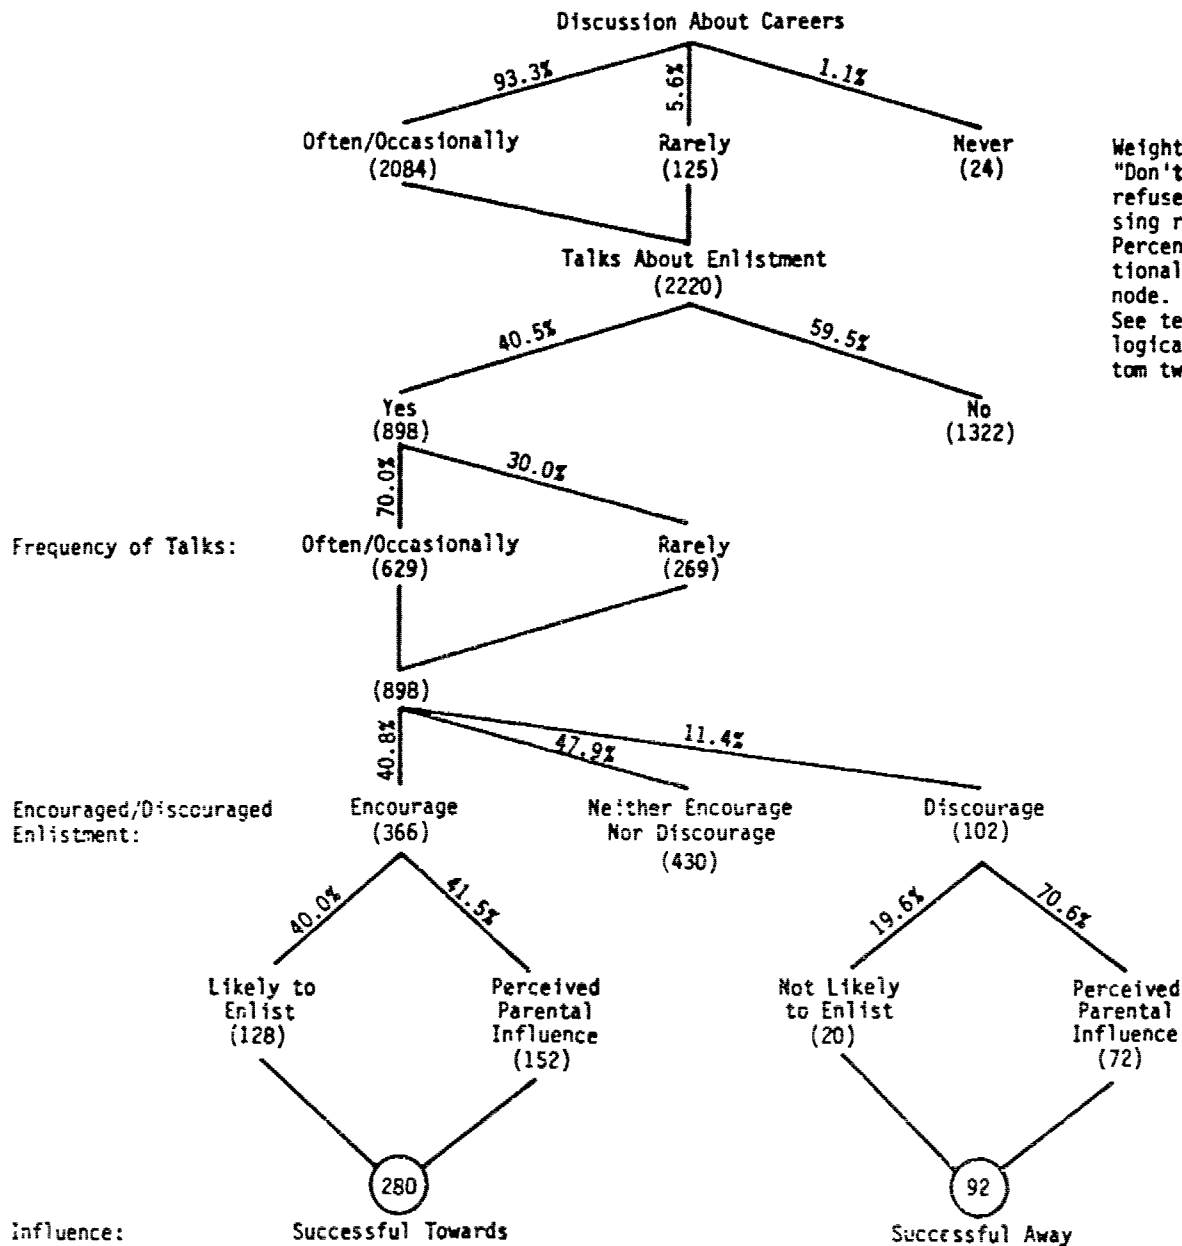 Discussion About Careers
93.3%
5.6%
1.1%
Often/Occasionally
(2084)
Rarely
(125)
Never
(24)
Weight
"Don't
refuse
sing r
Percen
tional
node.
See te
logica
tom tw
Talks About Enlistment
(2220)
40.5%
59.5%
Yes
(898)
No
(1322)
70.0%
30.0%
Frequency of Talks:
Often/Occasionally
(629)
Rarely
(269)
(898)
40.8%
47.9%
11.4%
Encouraged/Discouraged
Enlistment:
Encourage
(366)
Neither Encourage
Nor Discourage
(430)
Discourage
(102)
40.0%
41.5%
19.6%
70.6%
Likely to
Enlist
(128)
Perceived
Parental
Influence
(152)
Not Likely
to Enlist
(20)
Perceived
Parental
Influence
(72)
280
92
Influence:
Successful Towards
Successful Away